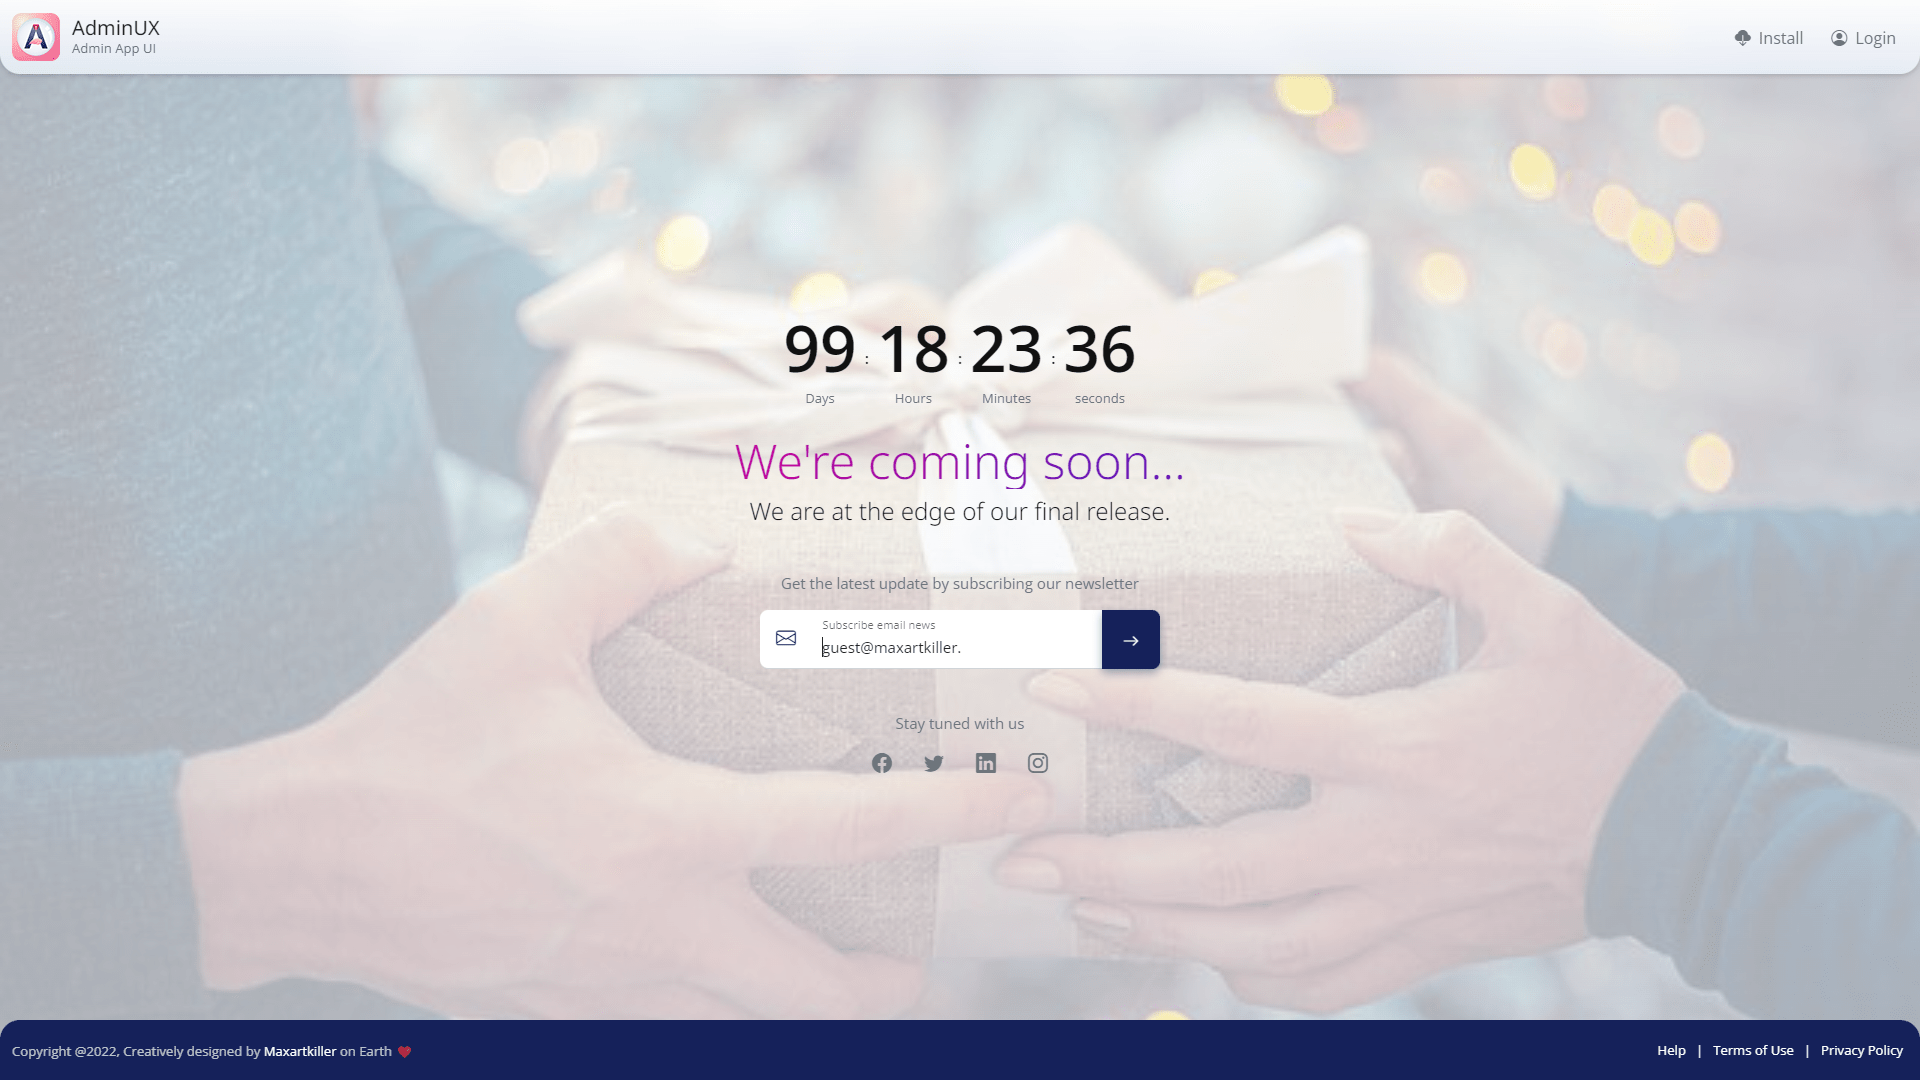 AdminUX
Admin App UI
Install
Login
99 : 18 : 23 : 36
Days Hours Minutes seconds
We're coming soon...
We are at the edge of our final release.
Get the latest update by subscribing our newsletter
Subscribe email news
guest@maxartkiller.
Stay tuned with us
Copyright @2022, Creatively designed by Maxartkiller on Earth
Help | Terms of Use | Privacy Policy